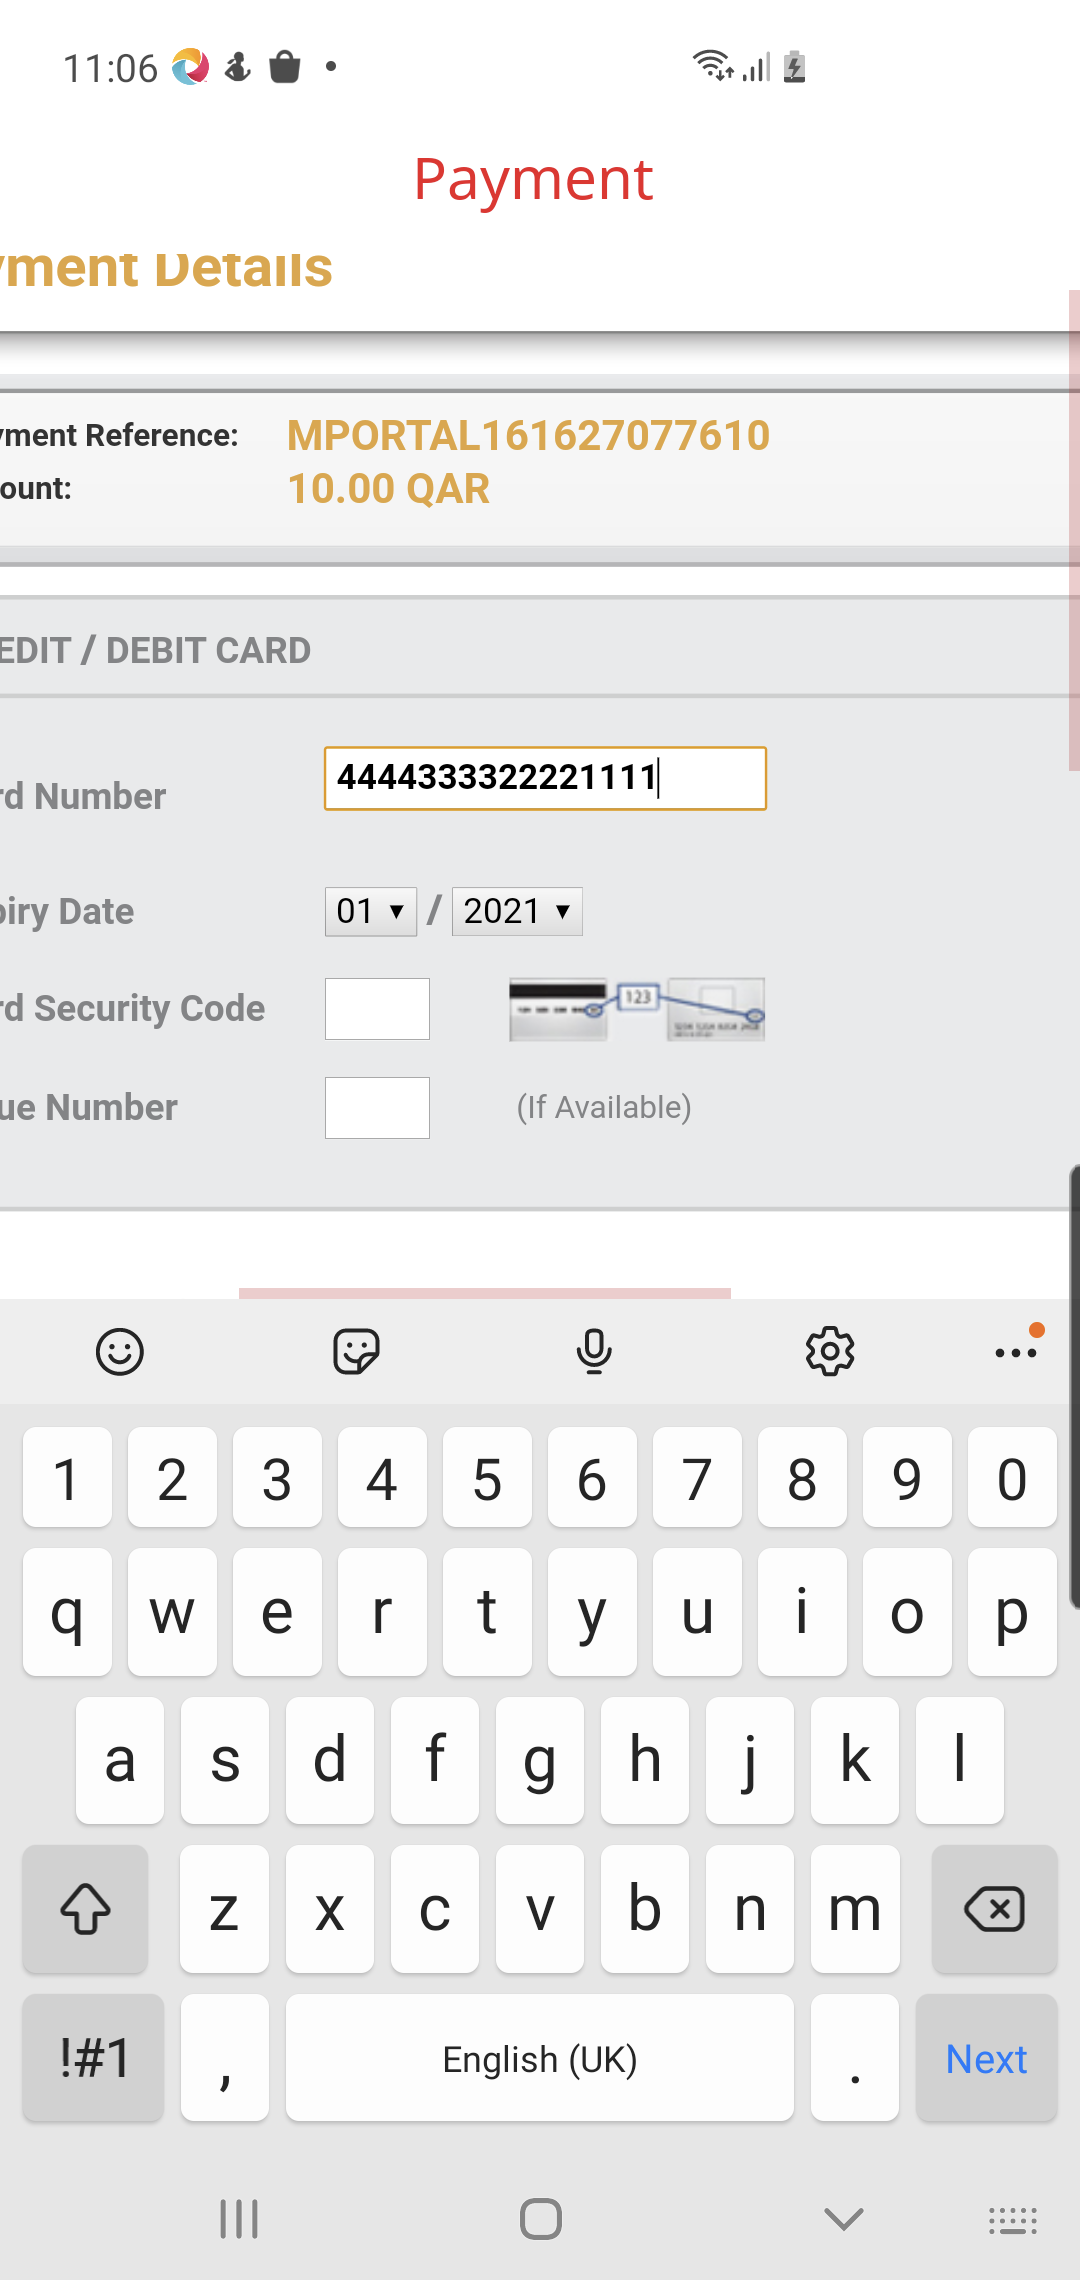 11:06
Payment
yment Details
yment Reference: MPORTAL161627077610
ount: 10.00 QAR
EDIT / DEBIT CARD
rd Number 4444333322221111
piry Date 01 / 2021
rd Security Code 123
ue Number (If Available)
1 2 3 4 5 6 7 8 9 0
q w e r t y u i o p
a s d f g h j k l
z x c v b n m
!#1 , English (UK) . Next